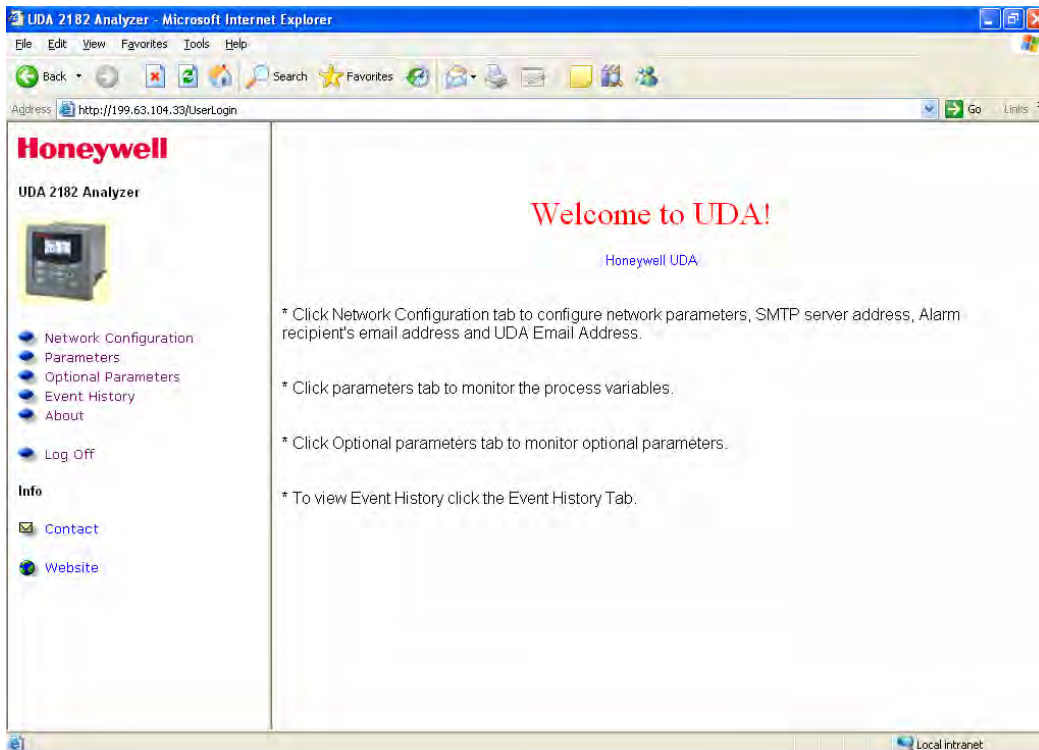 UDA 2182 Analyzer - Microsoft Internet Explorer
File Edit View Favorites Tools Help
Back Search Favorites
Address http://199.63.104.33/UserLogin Go Links
Honeywell
UDA 2182 Analyzer
Network Configuration
Parameters
Optional Parameters
Event History
About
Log Off
Info
Contact
Website
Welcome to UDA!
Honeywell UDA
* Click Network Configuration tab to configure network parameters, SMTP server address, Alarm
recipient's email address and UDA Email Address.
* Click parameters tab to monitor the process variables.
* Click Optional parameters tab to monitor optional parameters.
* To view Event History click the Event History Tab.
Local intranet